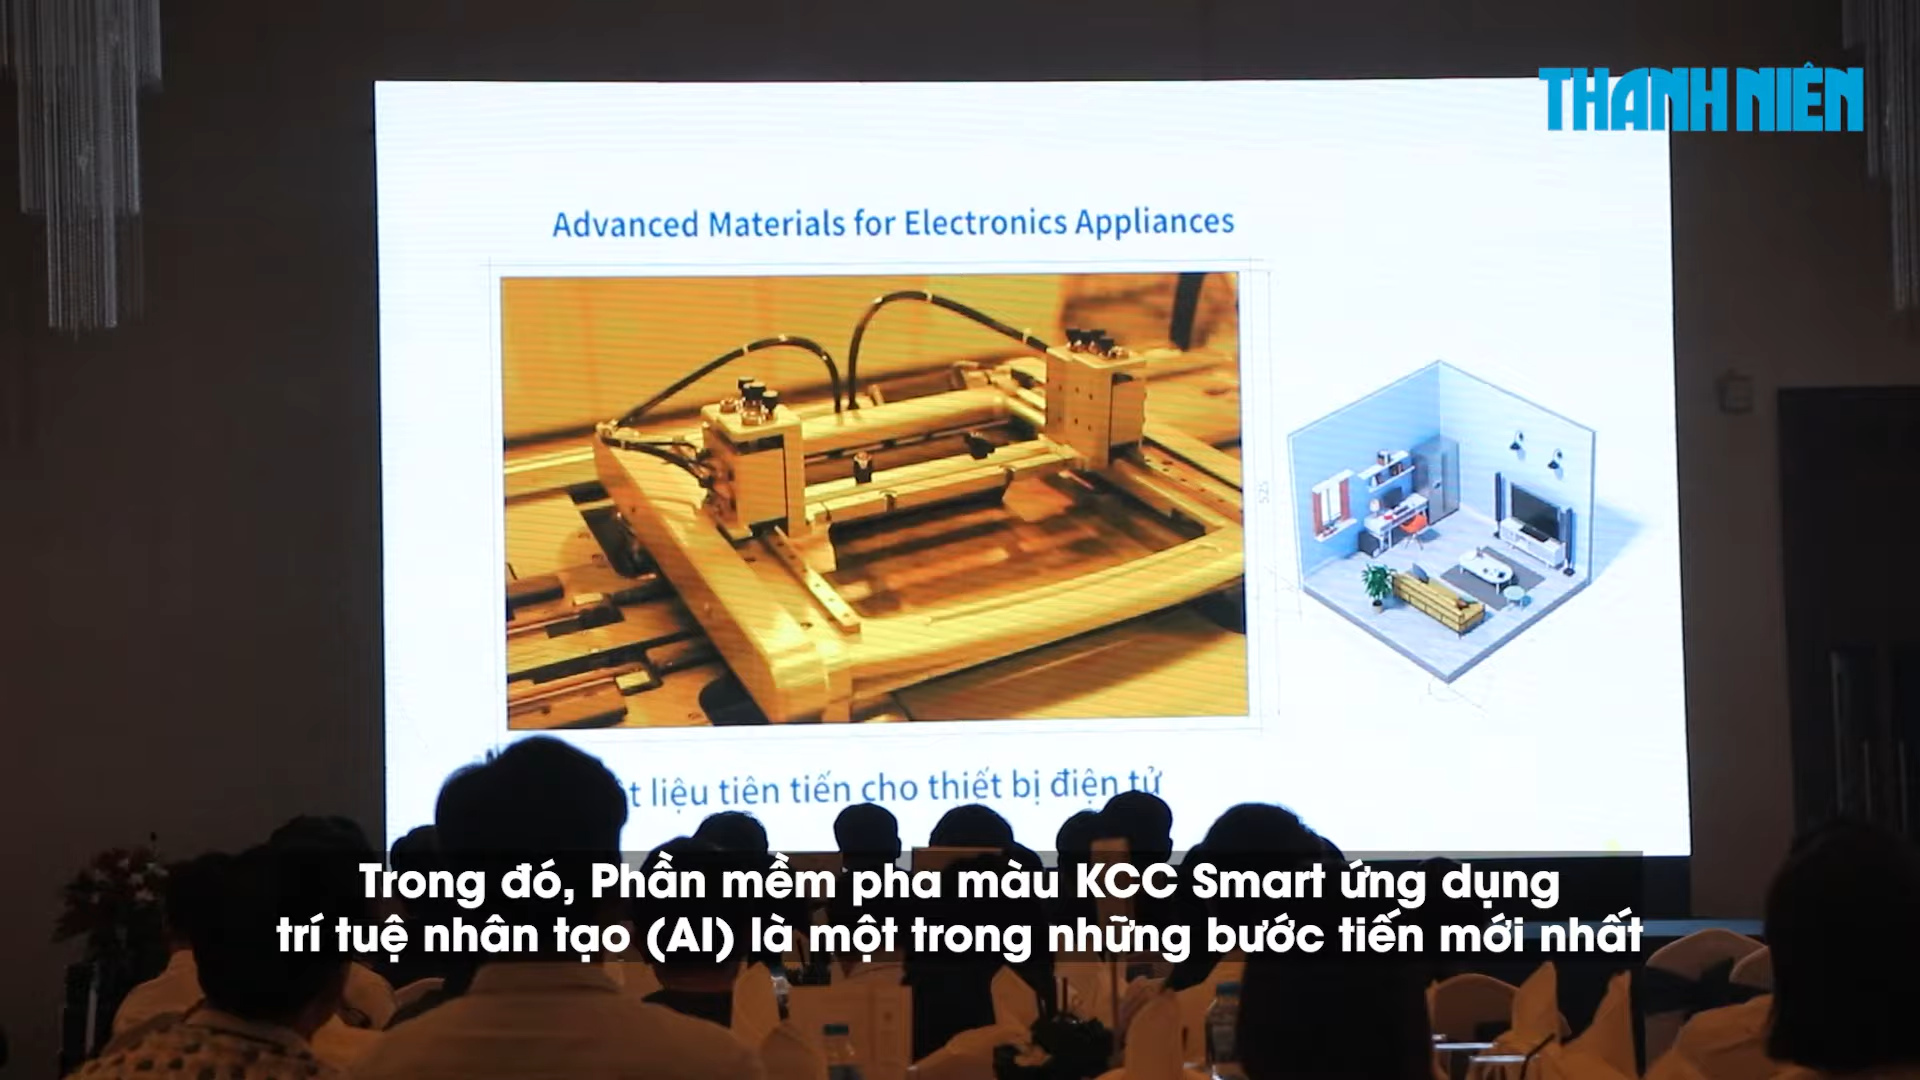 THANH NIÊN
Advanced Materials for Electronics Appliances
525
liệu tiên tiến cho thiết bị điện tử
Trong đó, Phần mềm pha màu KCC Smart ứng dụng
trí tuệ nhân tạo (AI) là một trong những bước tiến mới nhất